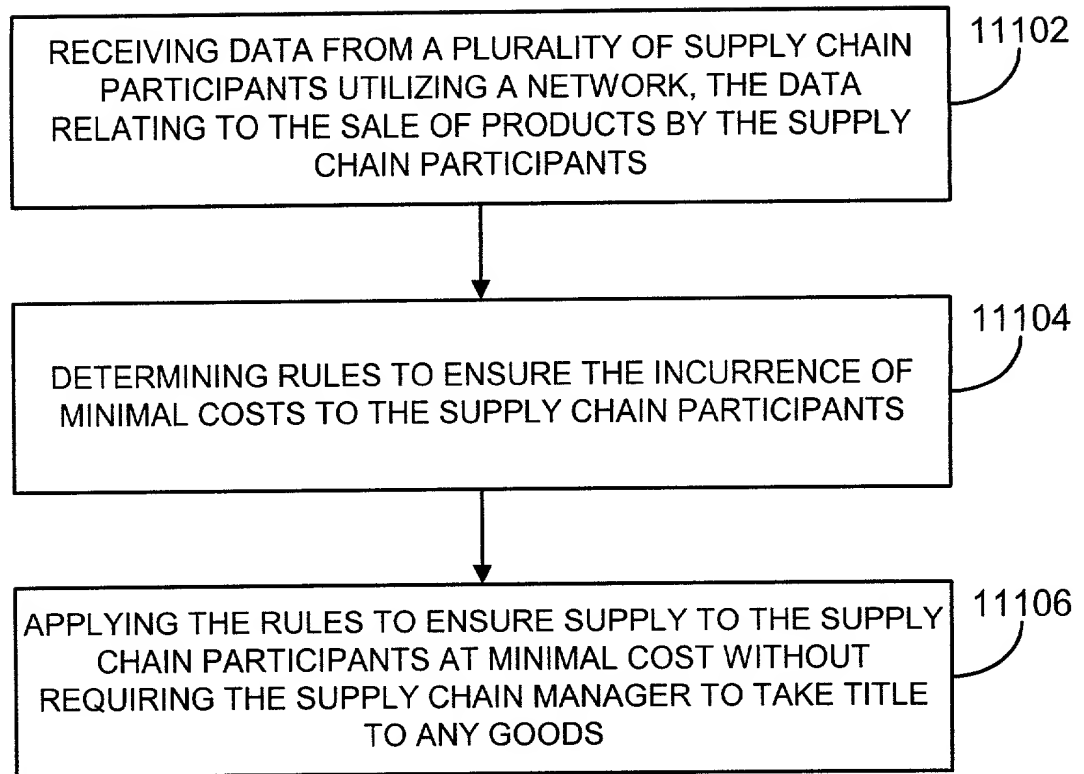 RECEIVING DATA FROM A PLURALITY OF SUPPLY CHAIN
PARTICIPANTS UTILIZING A NETWORK, THE DATA
RELATING TO THE SALE OF PRODUCTS BY THE SUPPLY
CHAIN PARTICIPANTS
11102
DETERMINING RULES TO ENSURE THE INCURRENCE OF
MINIMAL COSTS TO THE SUPPLY CHAIN PARTICIPANTS
11104
APPLYING THE RULES TO ENSURE SUPPLY TO THE SUPPLY
CHAIN PARTICIPANTS AT MINIMAL COST WITHOUT
REQUIRING THE SUPPLY CHAIN MANAGER TO TAKE TITLE
TO ANY GOODS
11106